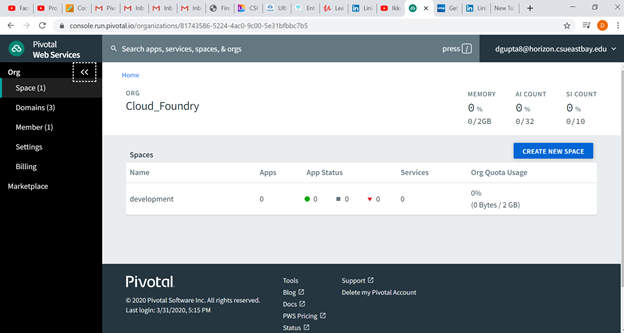 Fac
Pro
Col
Pivo
Inb
Inb
Inb
Fin
CSI
Ulb
Em
Lea
Lin
Ikk
Get
Lin
New Ta
console.run.pivotal.io/organizations/81743586-5224-4ac0-9c00-5e31bfbbc7b5
D
Pivotal
Web Services
Search apps, services, spaces, & orgs
press /
dgupta8@horizon.csueastbay.edu
Org
«
Space (1)
Domains (3)
Member (1)
Settings
Billing
Marketplace
Home
ORG
Cloud_Foundry
MEMORY
0 %
0/2GB
AI COUNT
0 %
0/32
SI COUNT
0 %
0/10
Spaces
CREATE NEW SPACE
Name Apps App Status Services Org Quota Usage
development 0 0 0 0 0 0%
(0 Bytes / 2 GB)
Pivotal
© 2020 Pivotal Software Inc. All rights reserved.
Last login: 3/31/2020, 5:15 PM
Tools
Blog
Docs
PWS Pricing
Status
Support
Delete my Pivotal Account